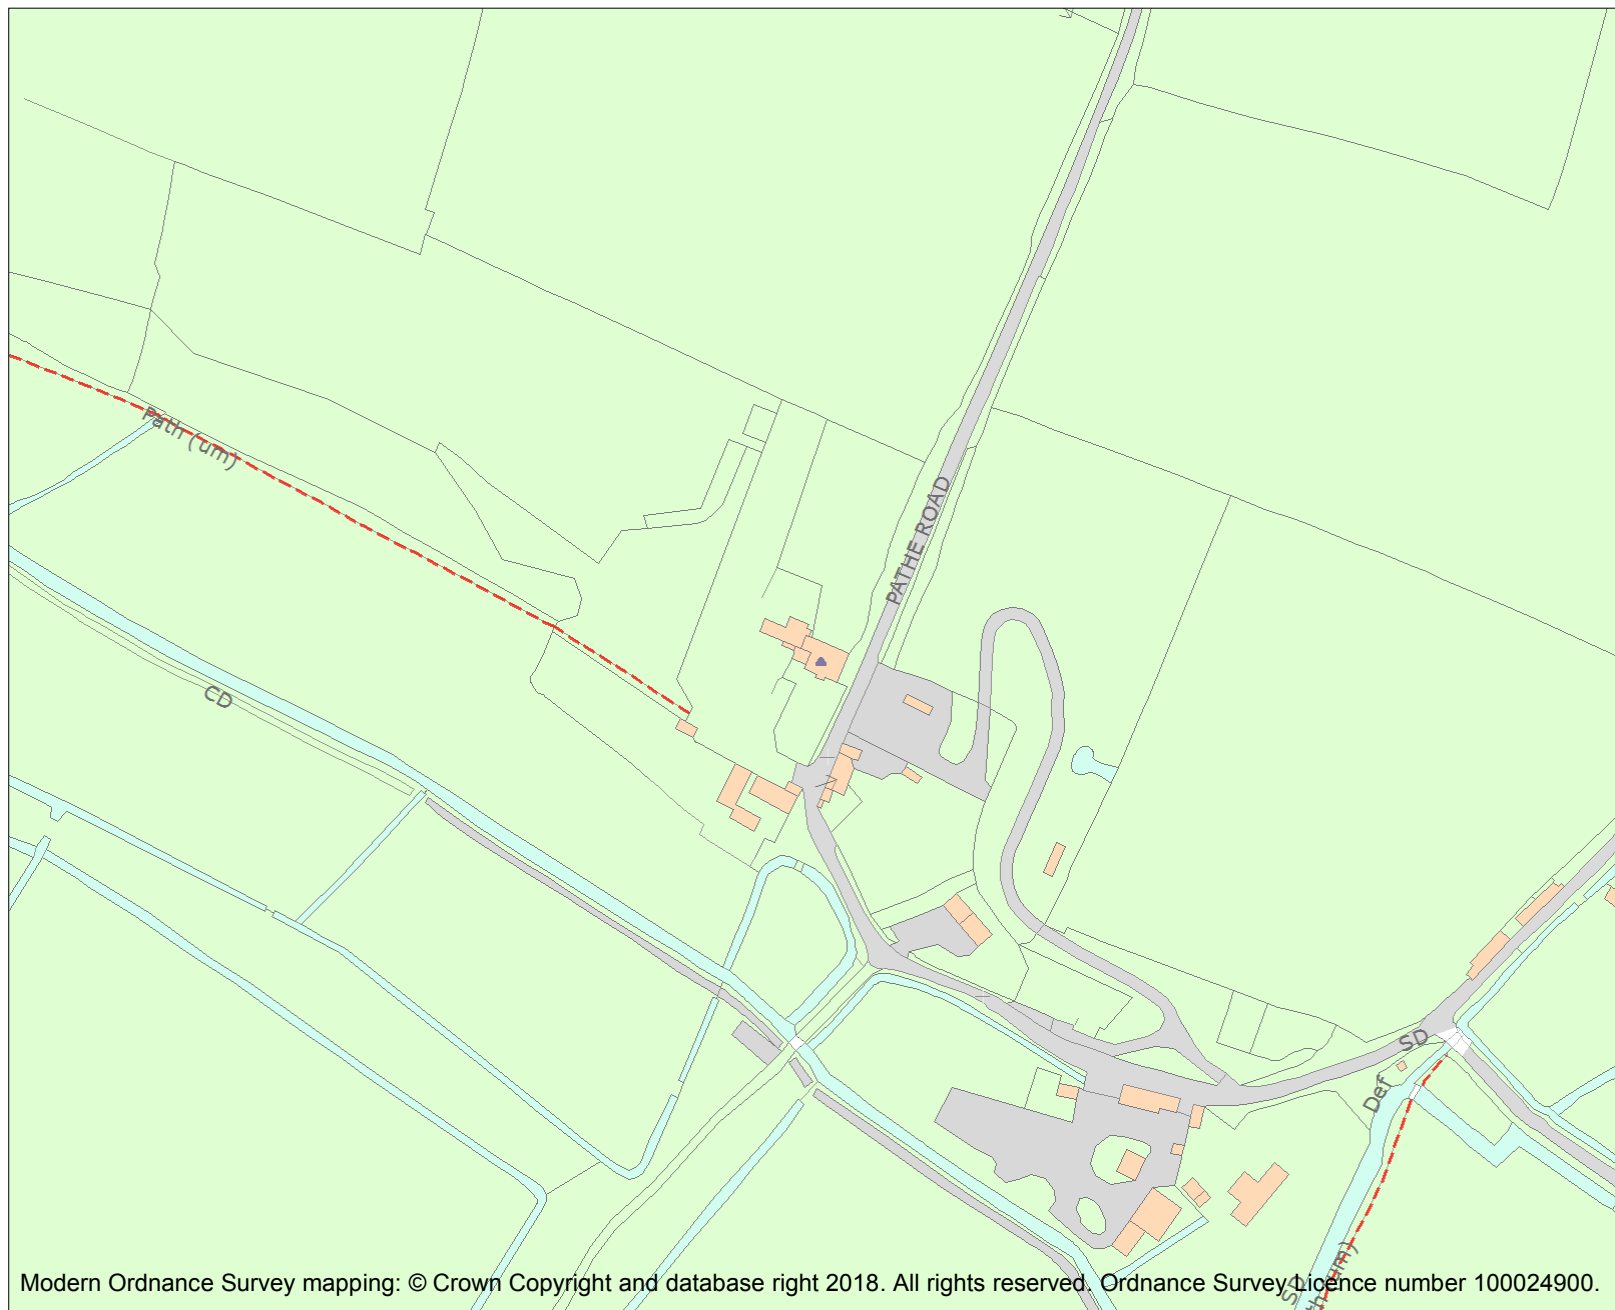 Path (um)
PATHE ROAD
CD
SD
Def
SD
Modern Ordnance Survey mapping: © Crown Copyright and database right 2018. All rights reserved. Ordnance Survey Licence number 100024900.